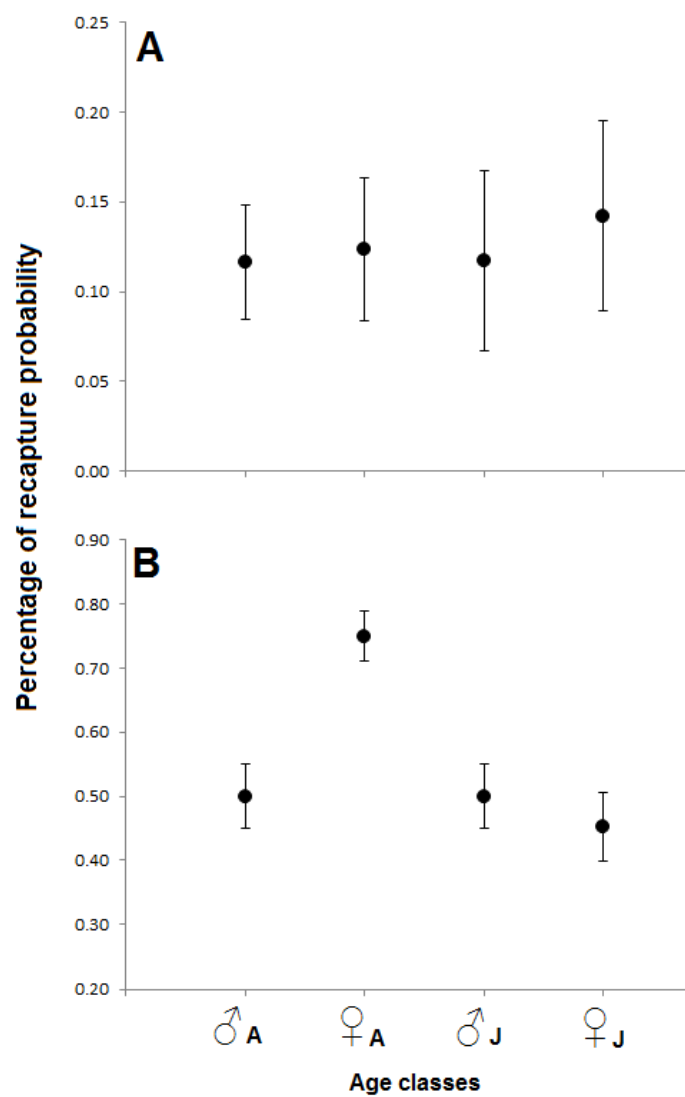 Percentage of recapture probability
A
0.25
0.20
0.15
0.10
0.05
0.00
B
0.90
0.80
0.70
0.60
0.50
0.40
0.30
0.20
♂ A ♀ A ♂ J ♀ J
Age classes